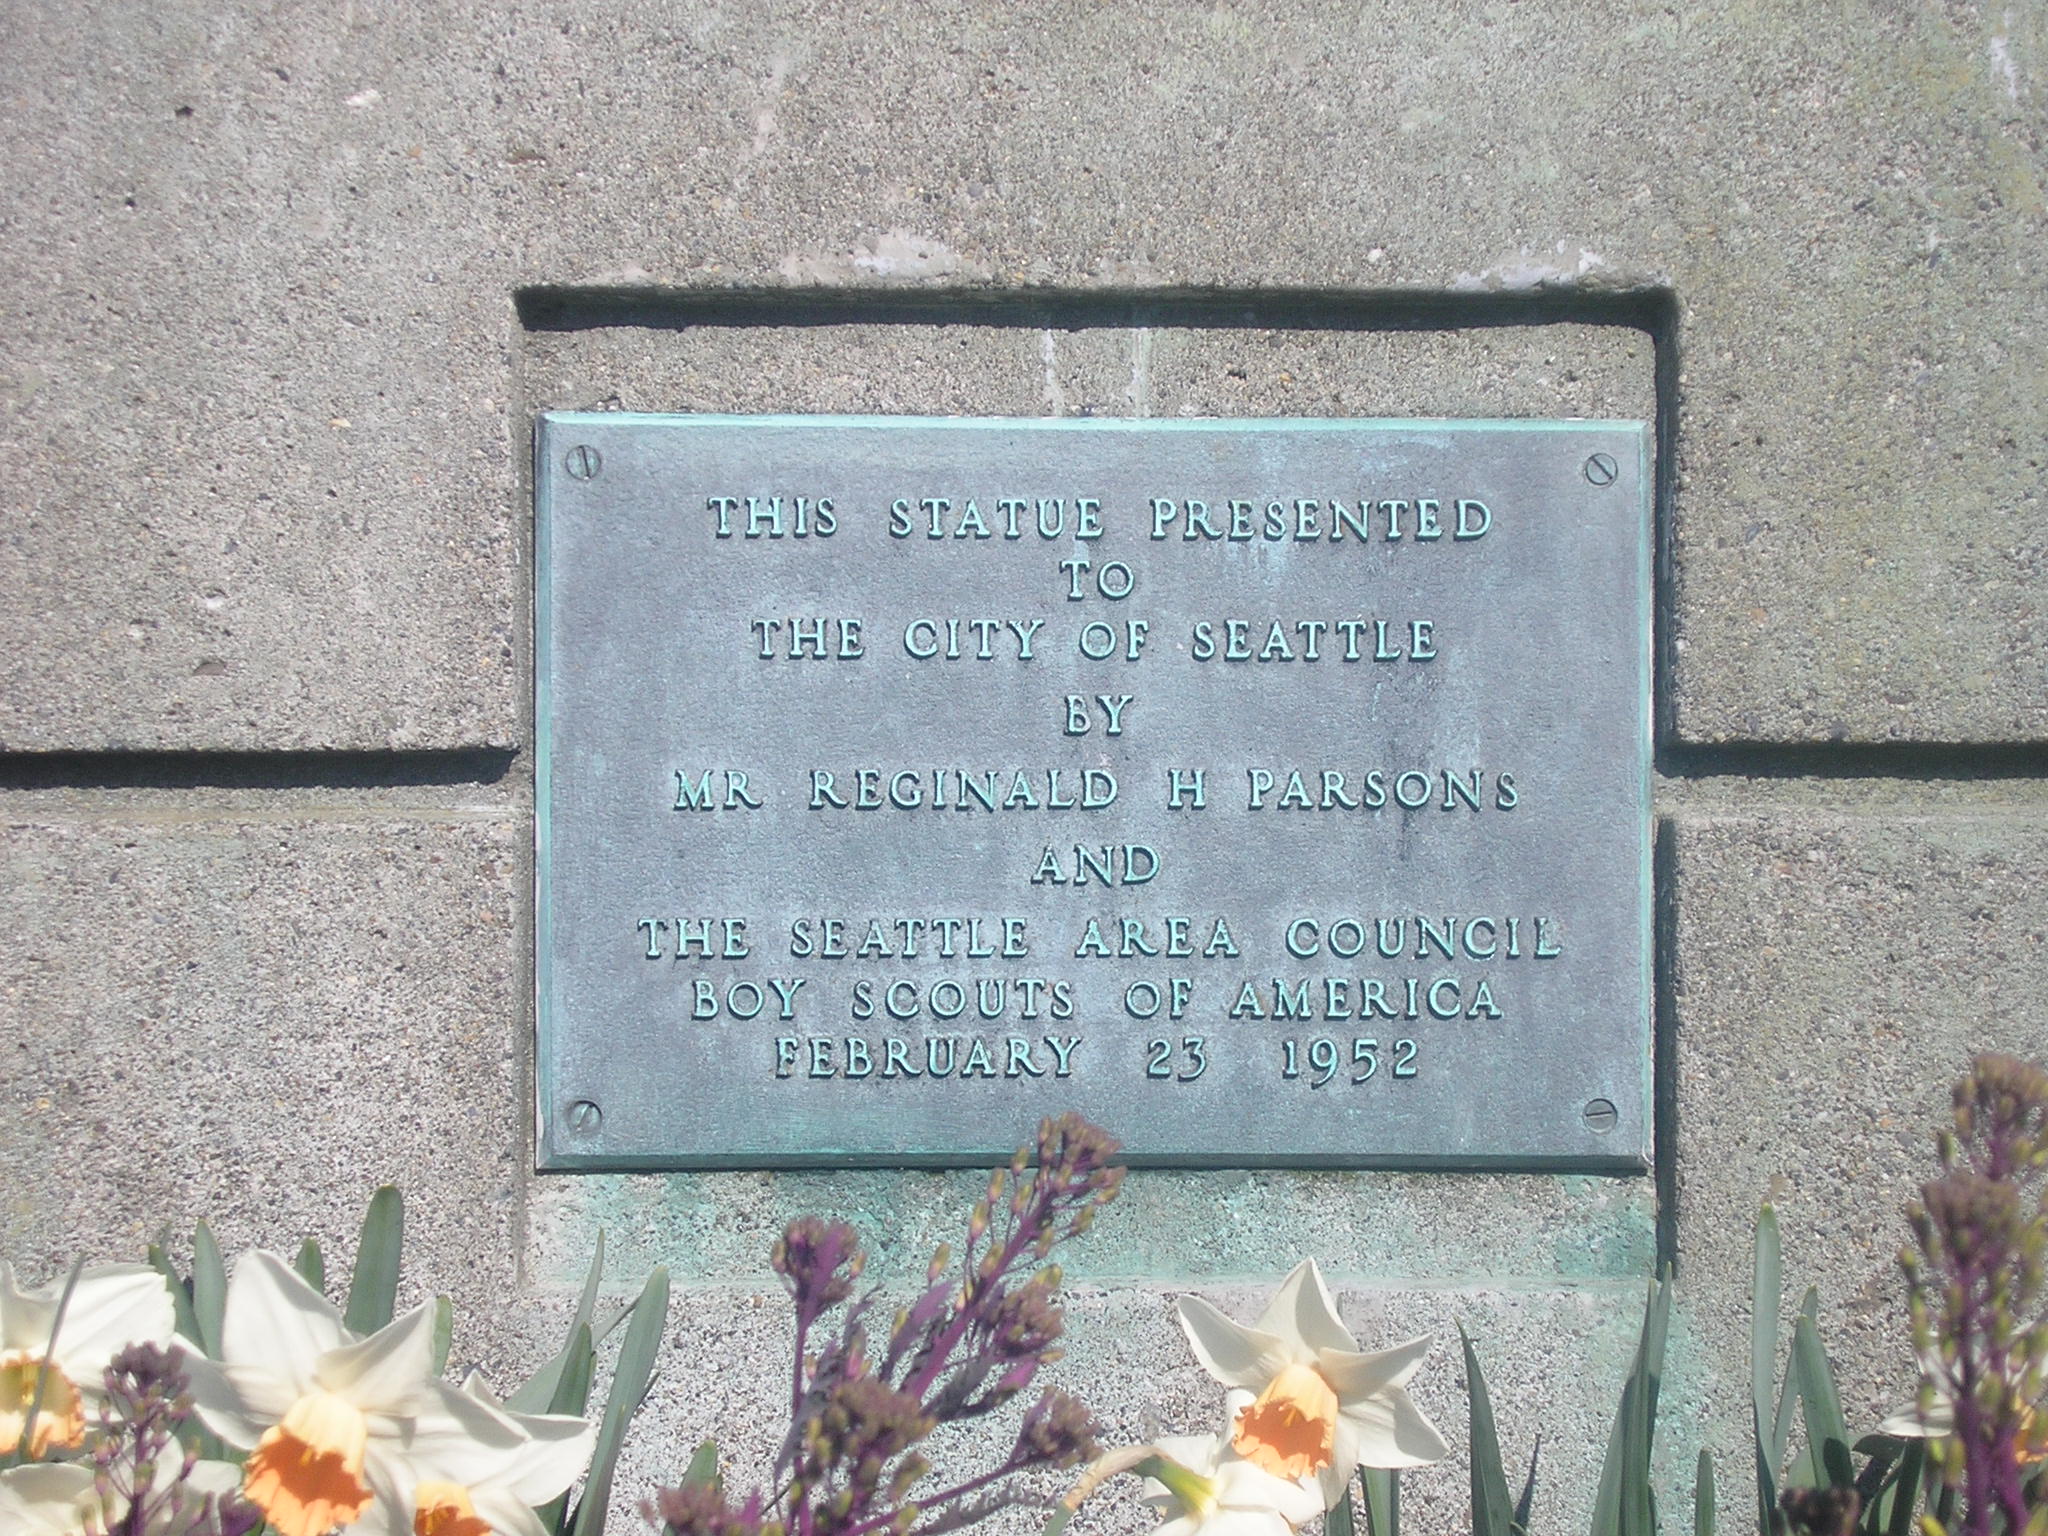 THIS STATUE PRESENTED
TO
THE CITY OF SEATTLE
BY
MR REGINALD H PARSONS
AND
THE SEATTLE AREA COUNCIL
BOY SCOUTS OF AMERICA
FEBRUARY 23 1952